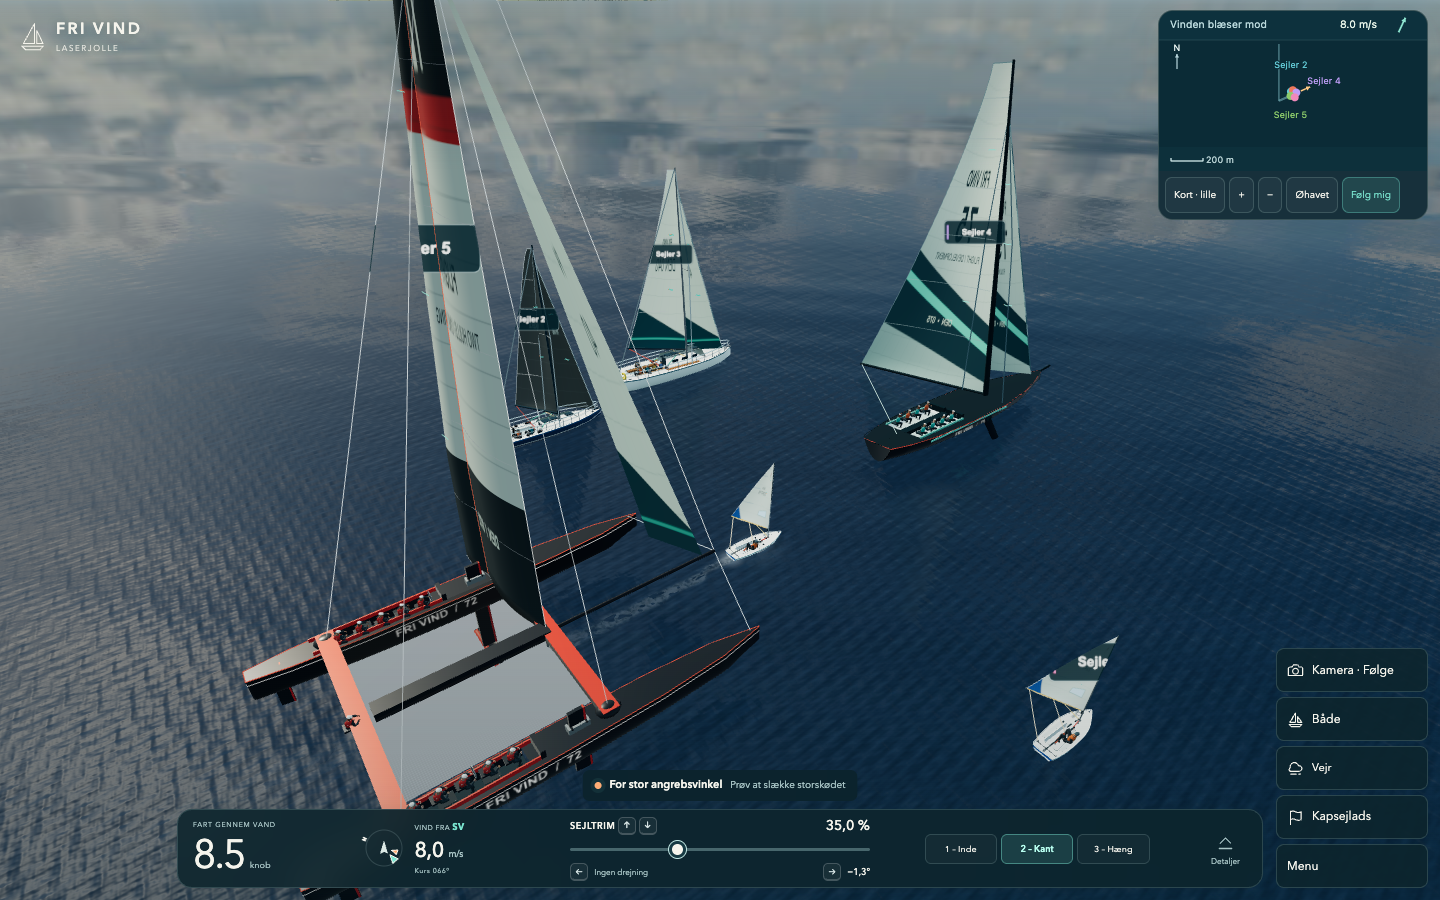 FRI VIND
LASERJOLLE
Vinden blæser mod
8.0 m/s
N
Sejler 2
Sejler 4
Sejler 5
200 m
Kort · lille
+
−
Øhavet
Følg mig
FRI VIND
Sejler 4
er 5
Sejler 3
Sejler 2
FRI VIND / 72
FRI VIND / 72
Sejle
Kamera · Følge
Både
Vejr
Kapsejlads
Menu
For stor angrebsvinkel Prøv at slække storskødet
FART GENNEM VAND
8.5 knob
VIND FRA SV
8,0 m/s
Kurs 066°
SEJLTRIM ↑ ↓
35,0 %
← Ingen drejning
→ −1,3°
1 - Inde
2 - Kant
3 - Hæng
Detaljer